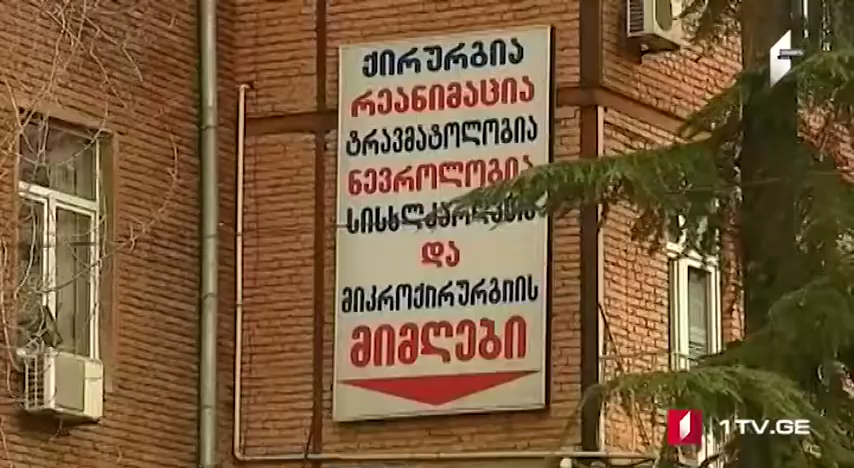 ქირურგია
რეანიმაცია
ტრავმატოლოგია
ნევროლოგია
და
მიკროქირურგიის
მიმღები
1TV.GE